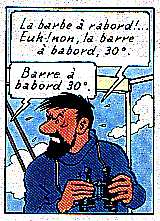 La barbe à rabord!...
Euh!non, la barre
à babord, 30°.
Barre à
babord 30°.